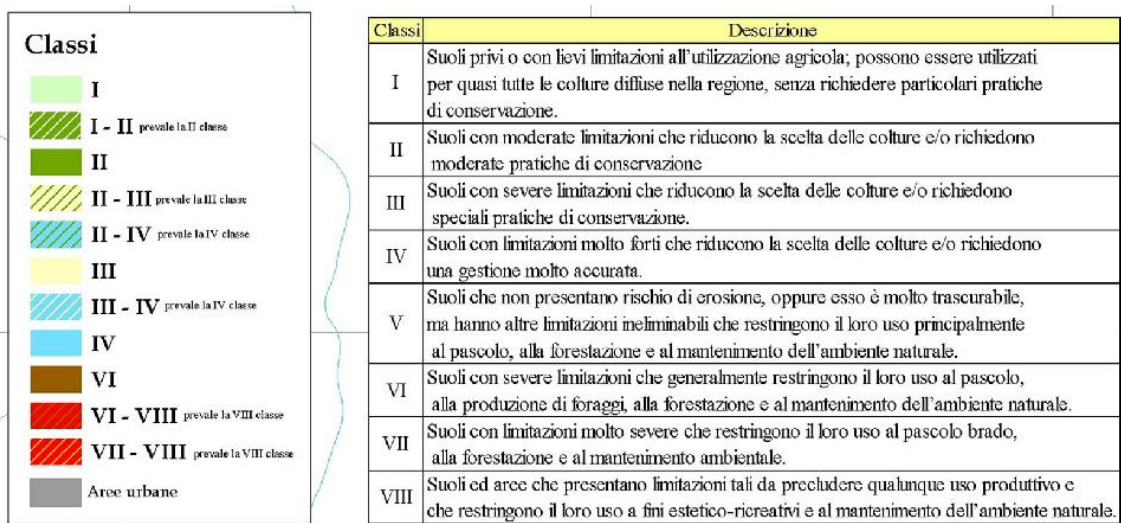 Classi
I
I - II prevale la II classe
II
II - III prevale la III classe
II - IV prevale la IV classe
III
III - IV prevale la IV classe
IV
VI
VI - VIII prevale la VIII classe
VII - VIII prevale la VIII classe
Aree urbane
Classi Descrizione
I
Suoli privi o con lievi limitazioni all'utilizzazione agricola; possono essere utilizzati
per quasi tutte le colture diffuse nella regione, senza richiedere particolari pratiche
di conservazione.
II
Suoli con moderate limitazioni che riducono la scelta delle colture e/o richiedono
moderate pratiche di conservazione
III
Suoli con severe limitazioni che riducono la scelta delle colture e/o richiedono
speciali pratiche di conservazione.
IV
Suoli con limitazioni molto forti che riducono la scelta delle colture e/o richiedono
una gestione molto accurata.
V
Suoli che non presentano rischio di erosione, oppure esso è molto trascurabile,
ma hanno altre limitazioni ineliminabili che restringono il loro uso principalmente
al pascolo, alla forestazione e al mantenimento dell'ambiente naturale.
VI
Suoli con severe limitazioni che generalmente restringono il loro uso al pascolo,
alla produzione di foraggi, alla forestazione e al mantenimento dell'ambiente naturale.
VII
Suoli con limitazioni molto severe che restringono il loro uso al pascolo brado,
alla forestazione e al mantenimento ambientale.
VIII
Suoli ed aree che presentano limitazioni tali da precludere qualunque uso produttivo e
che restringono il loro uso a fini estetico-ricreativi e al mantenimento dell'ambiente naturale.